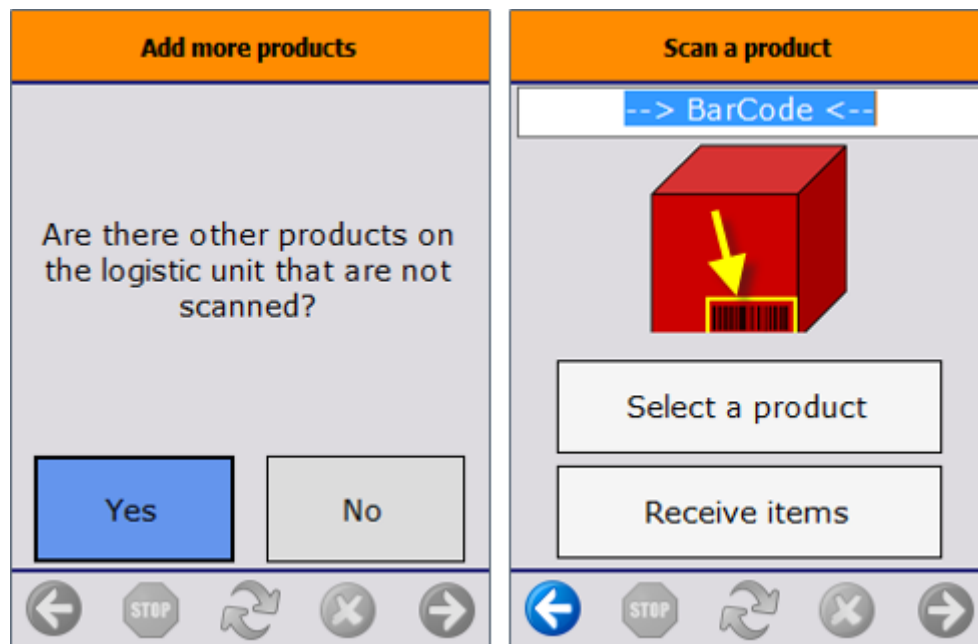 Add more products
Are there other products on
the logistic unit that are not
scanned?
Yes
No
STOP
Scan a product
--> BarCode <--
Select a product
Receive items
STOP